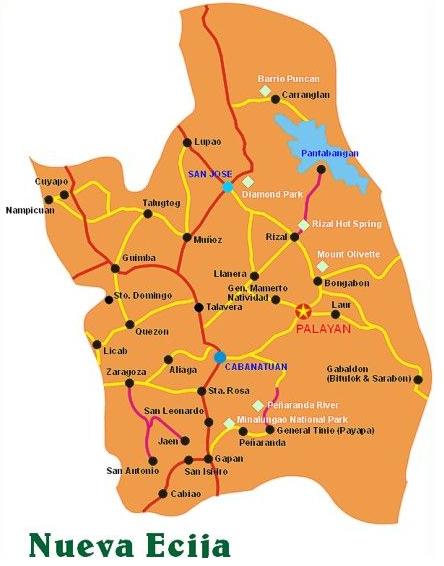 Barrio Puncan
Carranglan
Lupao
Pantabangan
SAN JOSE
Diamond Park
Cuyapo
Nampicuan
Talugtog
Rizal Hot Spring
Muñoz
Rizal
Guimba
Mount Olivette
Llanera
Bongabon
Gen. Mamerto
Natividad
Sto. Domingo
Talavera
Laur
PALAYAN
Quezon
Licab
CABANATUAN
Aliaga
Zaragoza
Gabaldon
(Bitulok & Sarabon)
Sta. Rosa
Peñaranda River
San Leonardo
Minalungao National Park
General Tinio (Payapa)
Jaen
Peñaranda
Gapan
San Antonio
San Isidro
Cabiao
Nueva Ecija